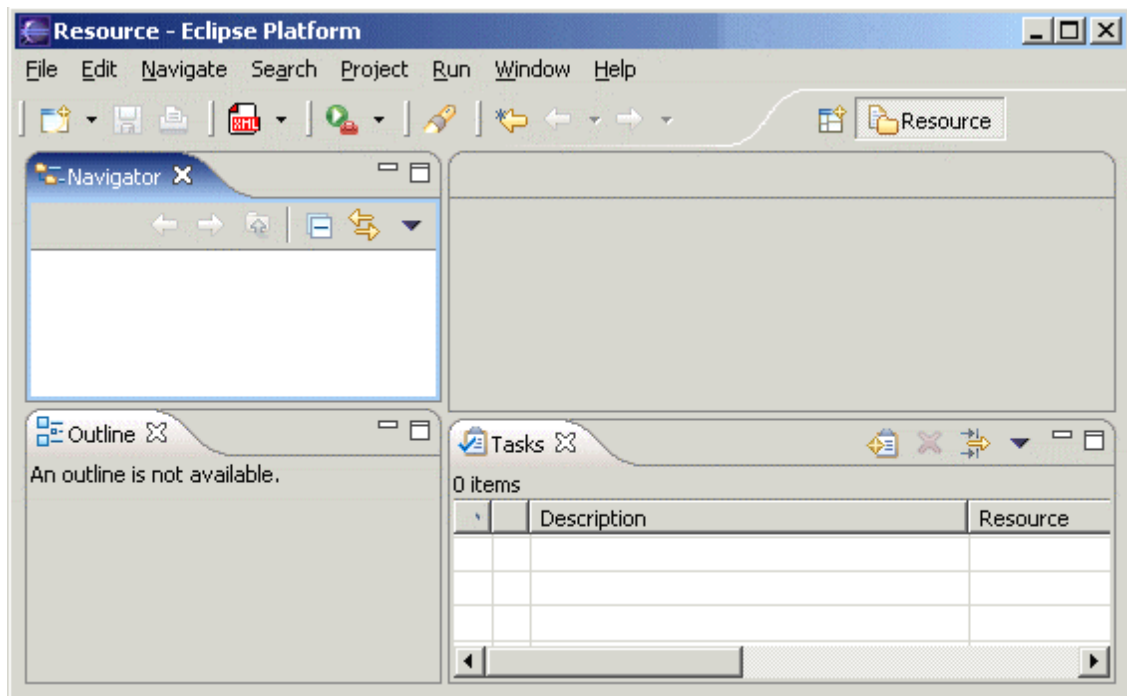 Resource - Eclipse Platform
File Edit Navigate Search Project Run Window Help
XML
Resource
Navigator
Outline
An outline is not available.
Tasks
0 items
Description Resource